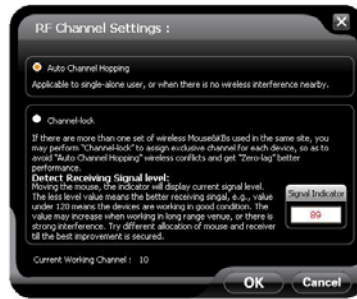 RF Channel Settings :
X
Auto Channel Hopping
Applicable to single-alone user, or when there is no wireless interference nearby.
Channel-lock
If there are more than one set of wireless Mouse&KBs used in the same site, you
may perform "Channel-lock" to assign exclusive channel for each device, so as to
avoid "Auto Channel Hopping" wireless conflicts and get "Zero-lag" better
performance.
Detect Receiving Signal level:
Moving the mouse, the indicator will display current signal level.
The less level value means the better receiving singal, e.g., value
under 120 means the devices are working in good condition. The
value may increase when working in long range venue, or there is
strong interference. Try different allocation of mouse and receiver
till the best improvement is secured.
Signal Indicator
89
Current Working Channel : 10
OK
Cancel